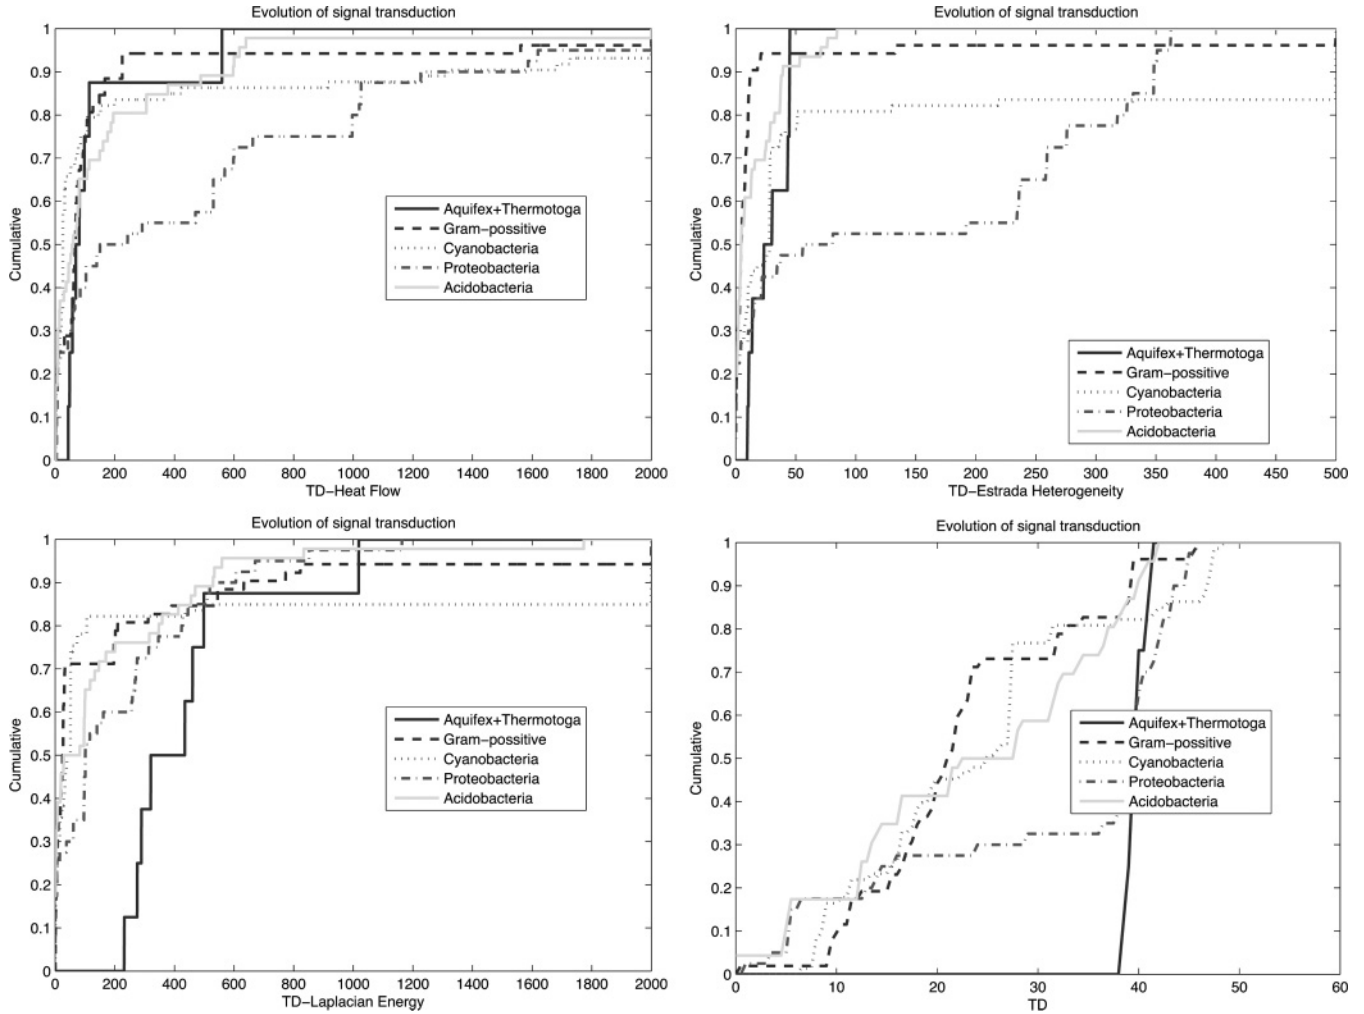 Evolution of signal transduction
1
0.9
0.8
0.7
0.6
0.5
0.4
0.3
0.2
0.1
0
Cumulative
Aquifex+Thermotoga
Gram-possitive
Cyanobacteria
Proteobacteria
Acidobacteria
0 200 400 600 800 1000 1200 1400 1600 1800 2000
TD-Heat Flow
Evolution of signal transduction
1
0.9
0.8
0.7
0.6
0.5
0.4
0.3
0.2
0.1
0
Cumulative
Aquifex+Thermotoga
Gram-possitive
Cyanobacteria
Proteobacteria
Acidobacteria
0 50 100 150 200 250 300 350 400 450 500
TD-Estrada Heterogeneity
Evolution of signal transduction
1
0.9
0.8
0.7
0.6
0.5
0.4
0.3
0.2
0.1
0
Cumulative
Aquifex+Thermotoga
Gram-possitive
Cyanobacteria
Proteobacteria
Acidobacteria
0 200 400 600 800 1000 1200 1400 1600 1800 2000
TD-Laplacian Energy
Evolution of signal transduction
1
0.9
0.8
0.7
0.6
0.5
0.4
0.3
0.2
0.1
0
Cumulative
Aquifex+Thermotoga
Gram-possitive
Cyanobacteria
Proteobacteria
Acidobacteria
0 10 20 30 40 50 60
TD